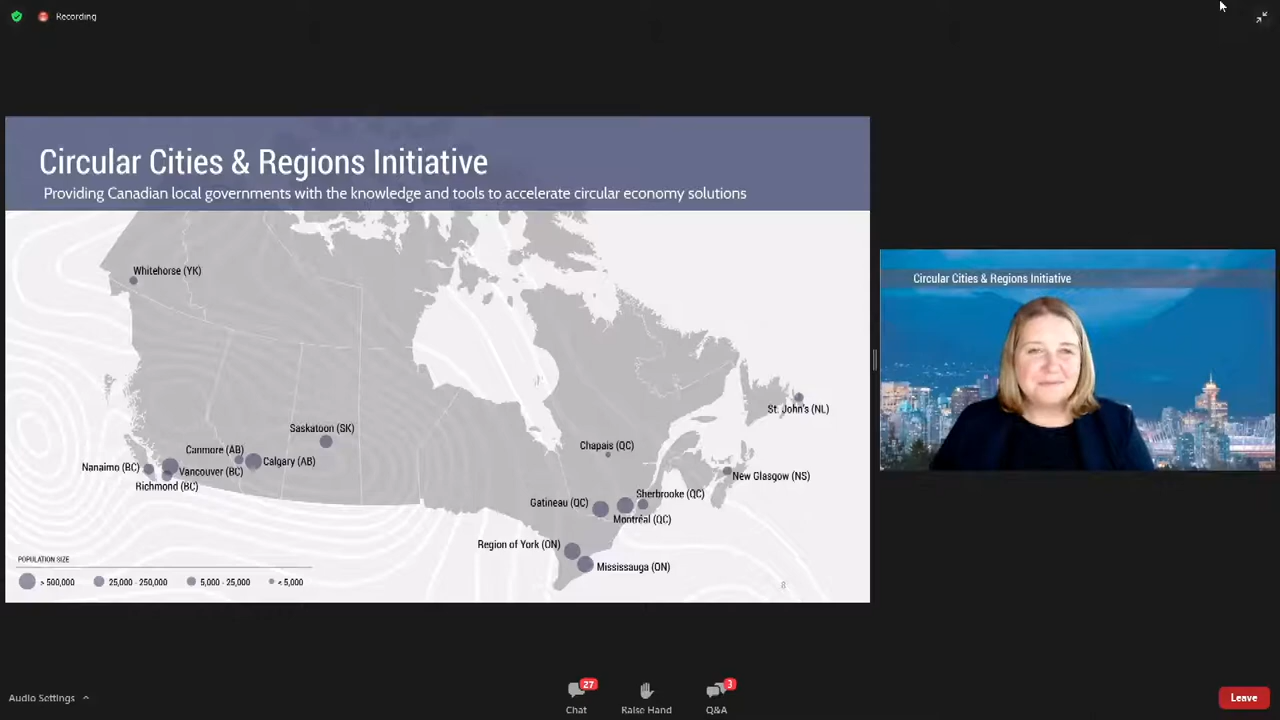 Recording
Circular Cities & Regions Initiative
Providing Canadian local governments with the knowledge and tools to accelerate circular economy solutions
Whitehorse (YK)
Circular Cities & Regions Initiative
St. John's (NL)
Saskatoon (SK)
Chapais (QC)
Canmore (AB)
Calgary (AB)
Nanaimo (BC)
Vancouver (BC)
New Glasgow (NS)
Richmond (BC)
Sherbrooke (QC)
Gatineau (QC)
Montréal (QC)
Region of York (ON)
Mississauga (ON)
POPULATION SIZE
> 500,000
25,000 - 250,000
5,000 - 25,000
< 5,000
8
27
3
Audio Settings
Chat
Raise Hand
Q&A
Leave